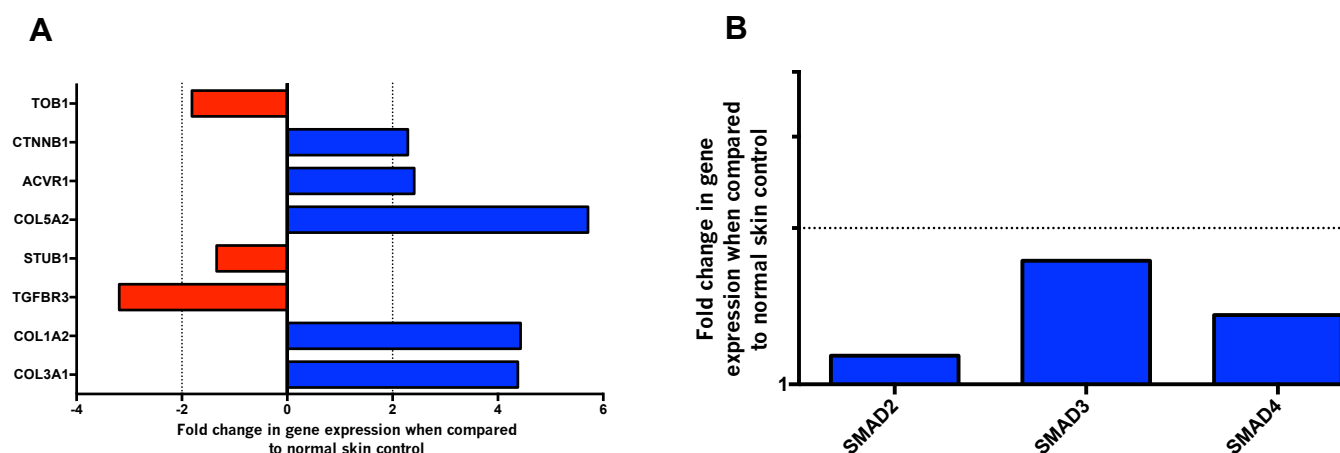 A
TOB1
CTNNB1
ACVR1
COL5A2
STUB1
TGFBR3
COL1A2
COL3A1
-4 -2 0 2 4 6
Fold change in gene expression when compared
to normal skin control
B
Fold change in gene
expression when compared
to normal skin control
1
SMAD2
SMAD3
SMAD4